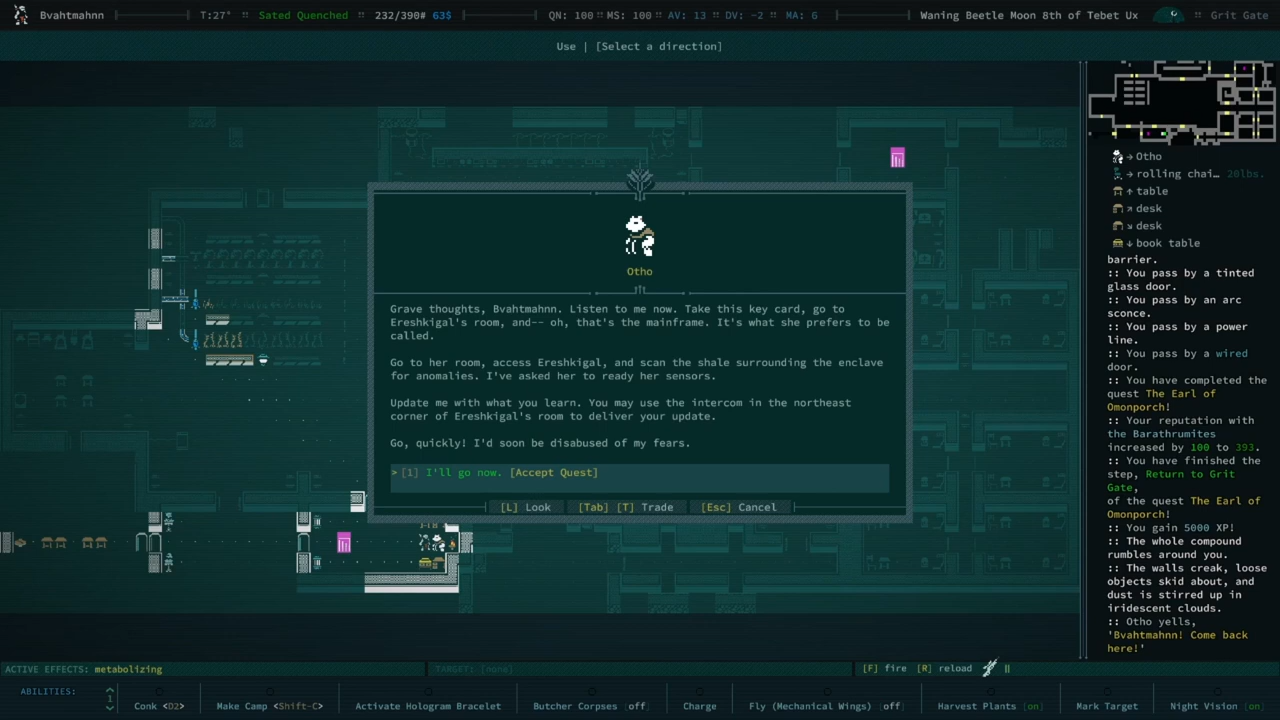 Bvahtmahnn
T:27° :: Sated Quenched :: 232/390# 63$
QN: 100 :: MS: 100 :: AV: 13 :: DV: -2 :: MA: 6
Waning Beetle Moon 8th of Tebet Ux
:: Grit Gate
Use | [Select a direction]
Otho
Grave thoughts, Bvahtmahnn. Listen to me now. Take this key card, go to
Ereshkigal's room, and-- oh, that's the mainframe. It's what she prefers to be
called.
Go to her room, access Ereshkigal, and scan the shale surrounding the enclave
for anomalies. I've asked her to ready her sensors.
Update me with what you learn. You may use the intercom in the northeast
corner of Ereshkigal's room to deliver your update.
Go, quickly! I'd soon be disabused of my fears.
>[1] I'll go now. [Accept Quest]
[L] Look
[Tab] [T] Trade
[Esc] Cancel
→ Otho
→ rolling chai… 20lbs.
↑ table
↗ desk
↘ desk
↓ book table
barrier.
:: You pass by a tinted
glass door.
:: You pass by an arc
sconce.
:: You pass by a power
line.
:: You pass by a wired
door.
:: You have completed the
quest The Earl of
Omonporch!
:: Your reputation with
the Barathrumites
increased by 100 to 393.
:: You have finished the
step, Return to Grit
Gate,
of the quest The Earl of
Omonporch!
:: You gain 5000 XP!
:: The whole compound
rumbles around you.
:: The walls creak, loose
objects skid about, and
dust is stirred up in
iridescent clouds.
:: Otho yells,
'Bvahtmahnn! Come back
here!'
ACTIVE EFFECTS: metabolizing
TARGET: [none]
[F] fire [R] reload
ABILITIES:
1
Conk <D2>
Make Camp <Shift-C>
Activate Hologram Bracelet
Butcher Corpses [off]
Charge
Fly (Mechanical Wings) [off]
Harvest Plants [on]
Mark Target
Night Vision [on]